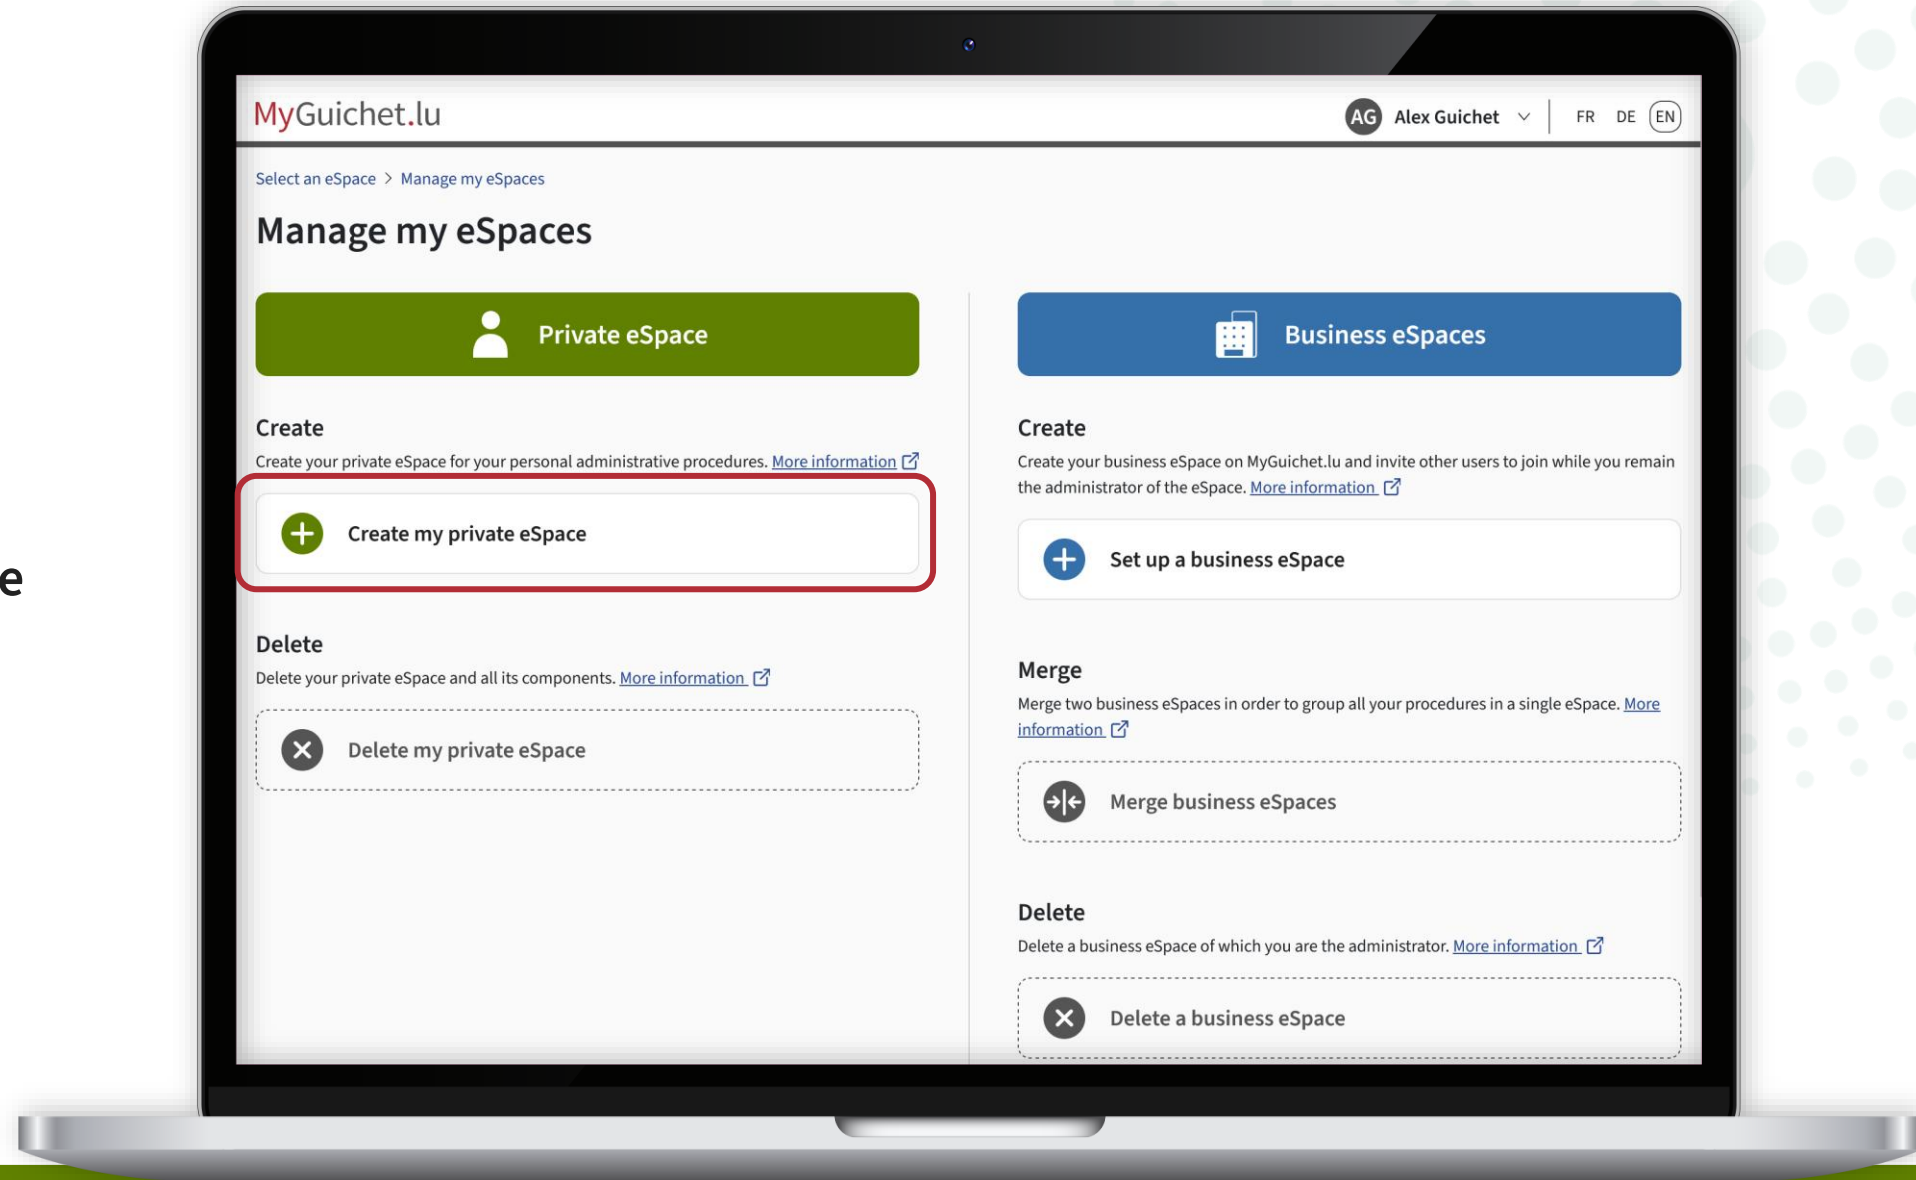 MyGuichet.lu
AG Alex Guichet FR DE EN
Select an eSpace > Manage my eSpaces
Manage my eSpaces
Private eSpace
Create
Create your private eSpace for your personal administrative procedures. More information
Create my private eSpace
Delete
Delete your private eSpace and all its components. More information
Delete my private eSpace
Business eSpaces
Create
Create your business eSpace on MyGuichet.lu and invite other users to join while you remain
the administrator of the eSpace. More information
Set up a business eSpace
Merge
Merge two business eSpaces in order to group all your procedures in a single eSpace. More
information
Merge business eSpaces
Delete
Delete a business eSpace of which you are the administrator. More information
Delete a business eSpace
e